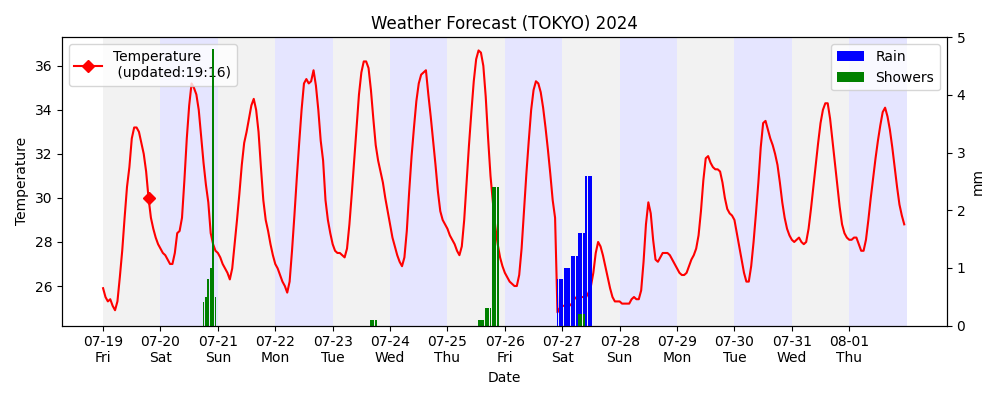 Weather Forecast (TOKYO) 2024
Temperature
(updated:19:16)
Rain
Showers
Temperature
36
34
32
30
28
26
5
4
3
2
1
0
mm
07-19 07-20 07-21 07-22 07-23 07-24 07-25 07-26 07-27 07-28 07-29 07-30 07-31 08-01
Fri Sat Sun Mon Tue Wed Thu Fri Sat Sun Mon Tue Wed Thu
Date